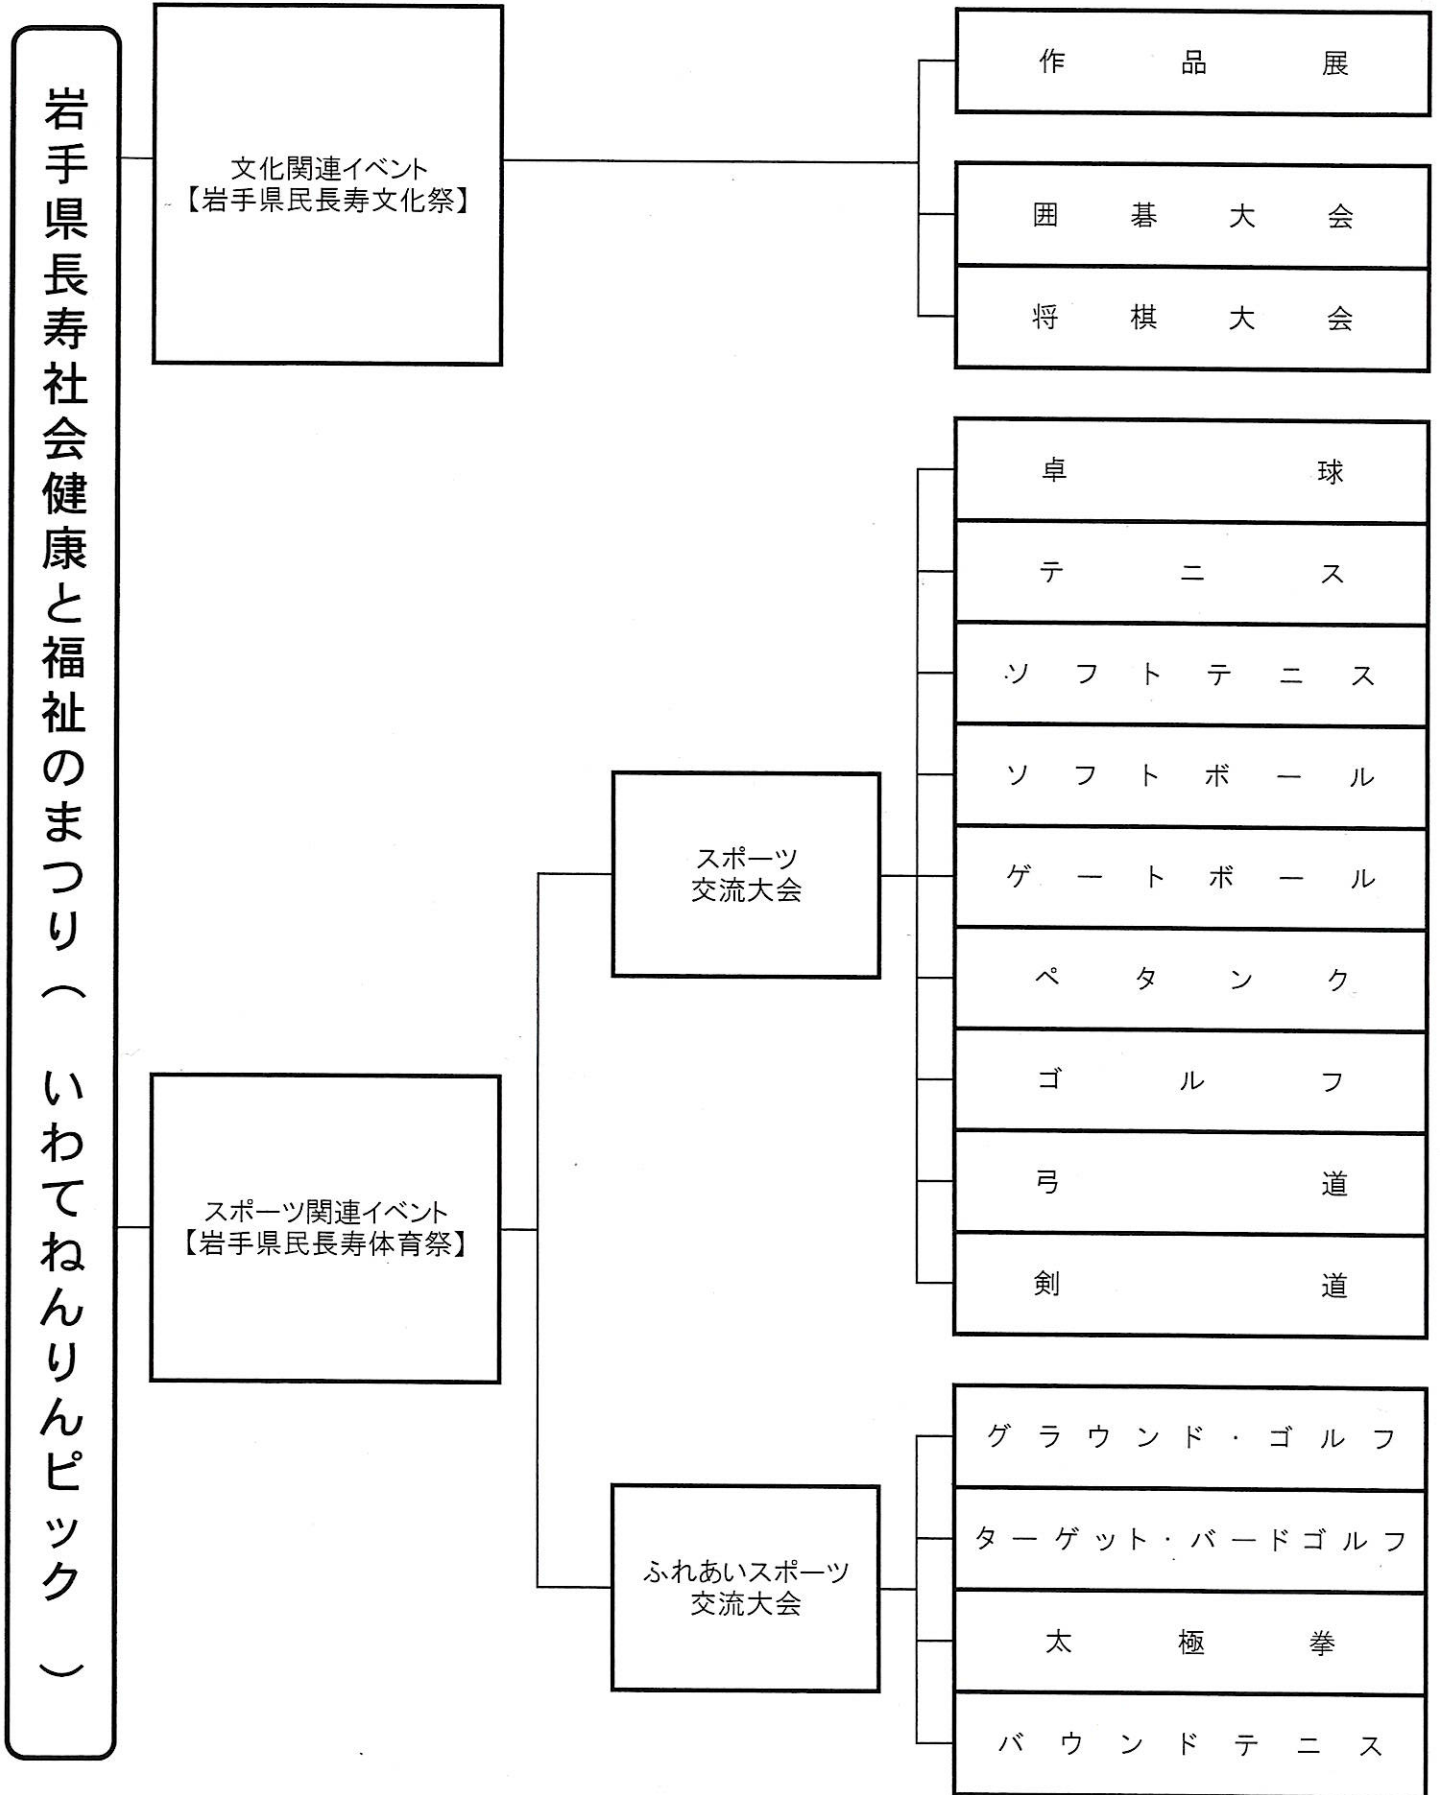 岩手県長寿社会健康と福祉のまつり(いわてねんりんピック)
文化関連イベント
【岩手県民長寿文化祭】
作品展
囲碁大会
将棋大会
スポーツ関連イベント
【岩手県民長寿体育祭】
スポーツ
交流大会
卓球
テニス
ソフトテニス
ソフトボール
ゲートボール
ペタンク
ゴルフ
弓道
剣道
ふれあいスポーツ
交流大会
グラウンド・ゴルフ
ターゲット・バードゴルフ
太極拳
バウンドテニス